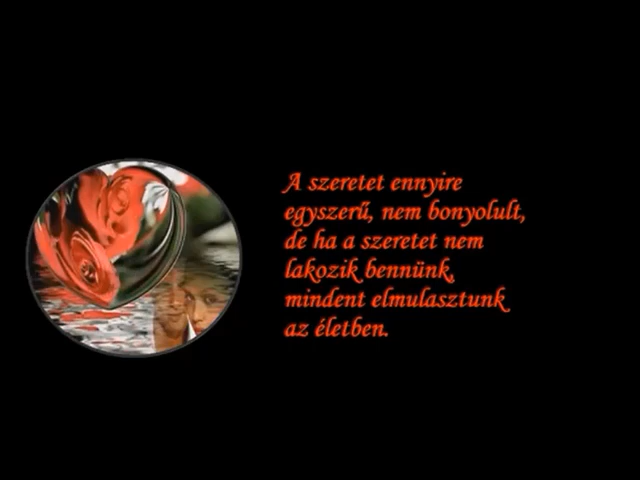 A szeretet ennyire
egyszerű, nem bonyolult,
de ha a szeretet nem
lakozik bennünk,
mindent elmulasztunk
az életben.